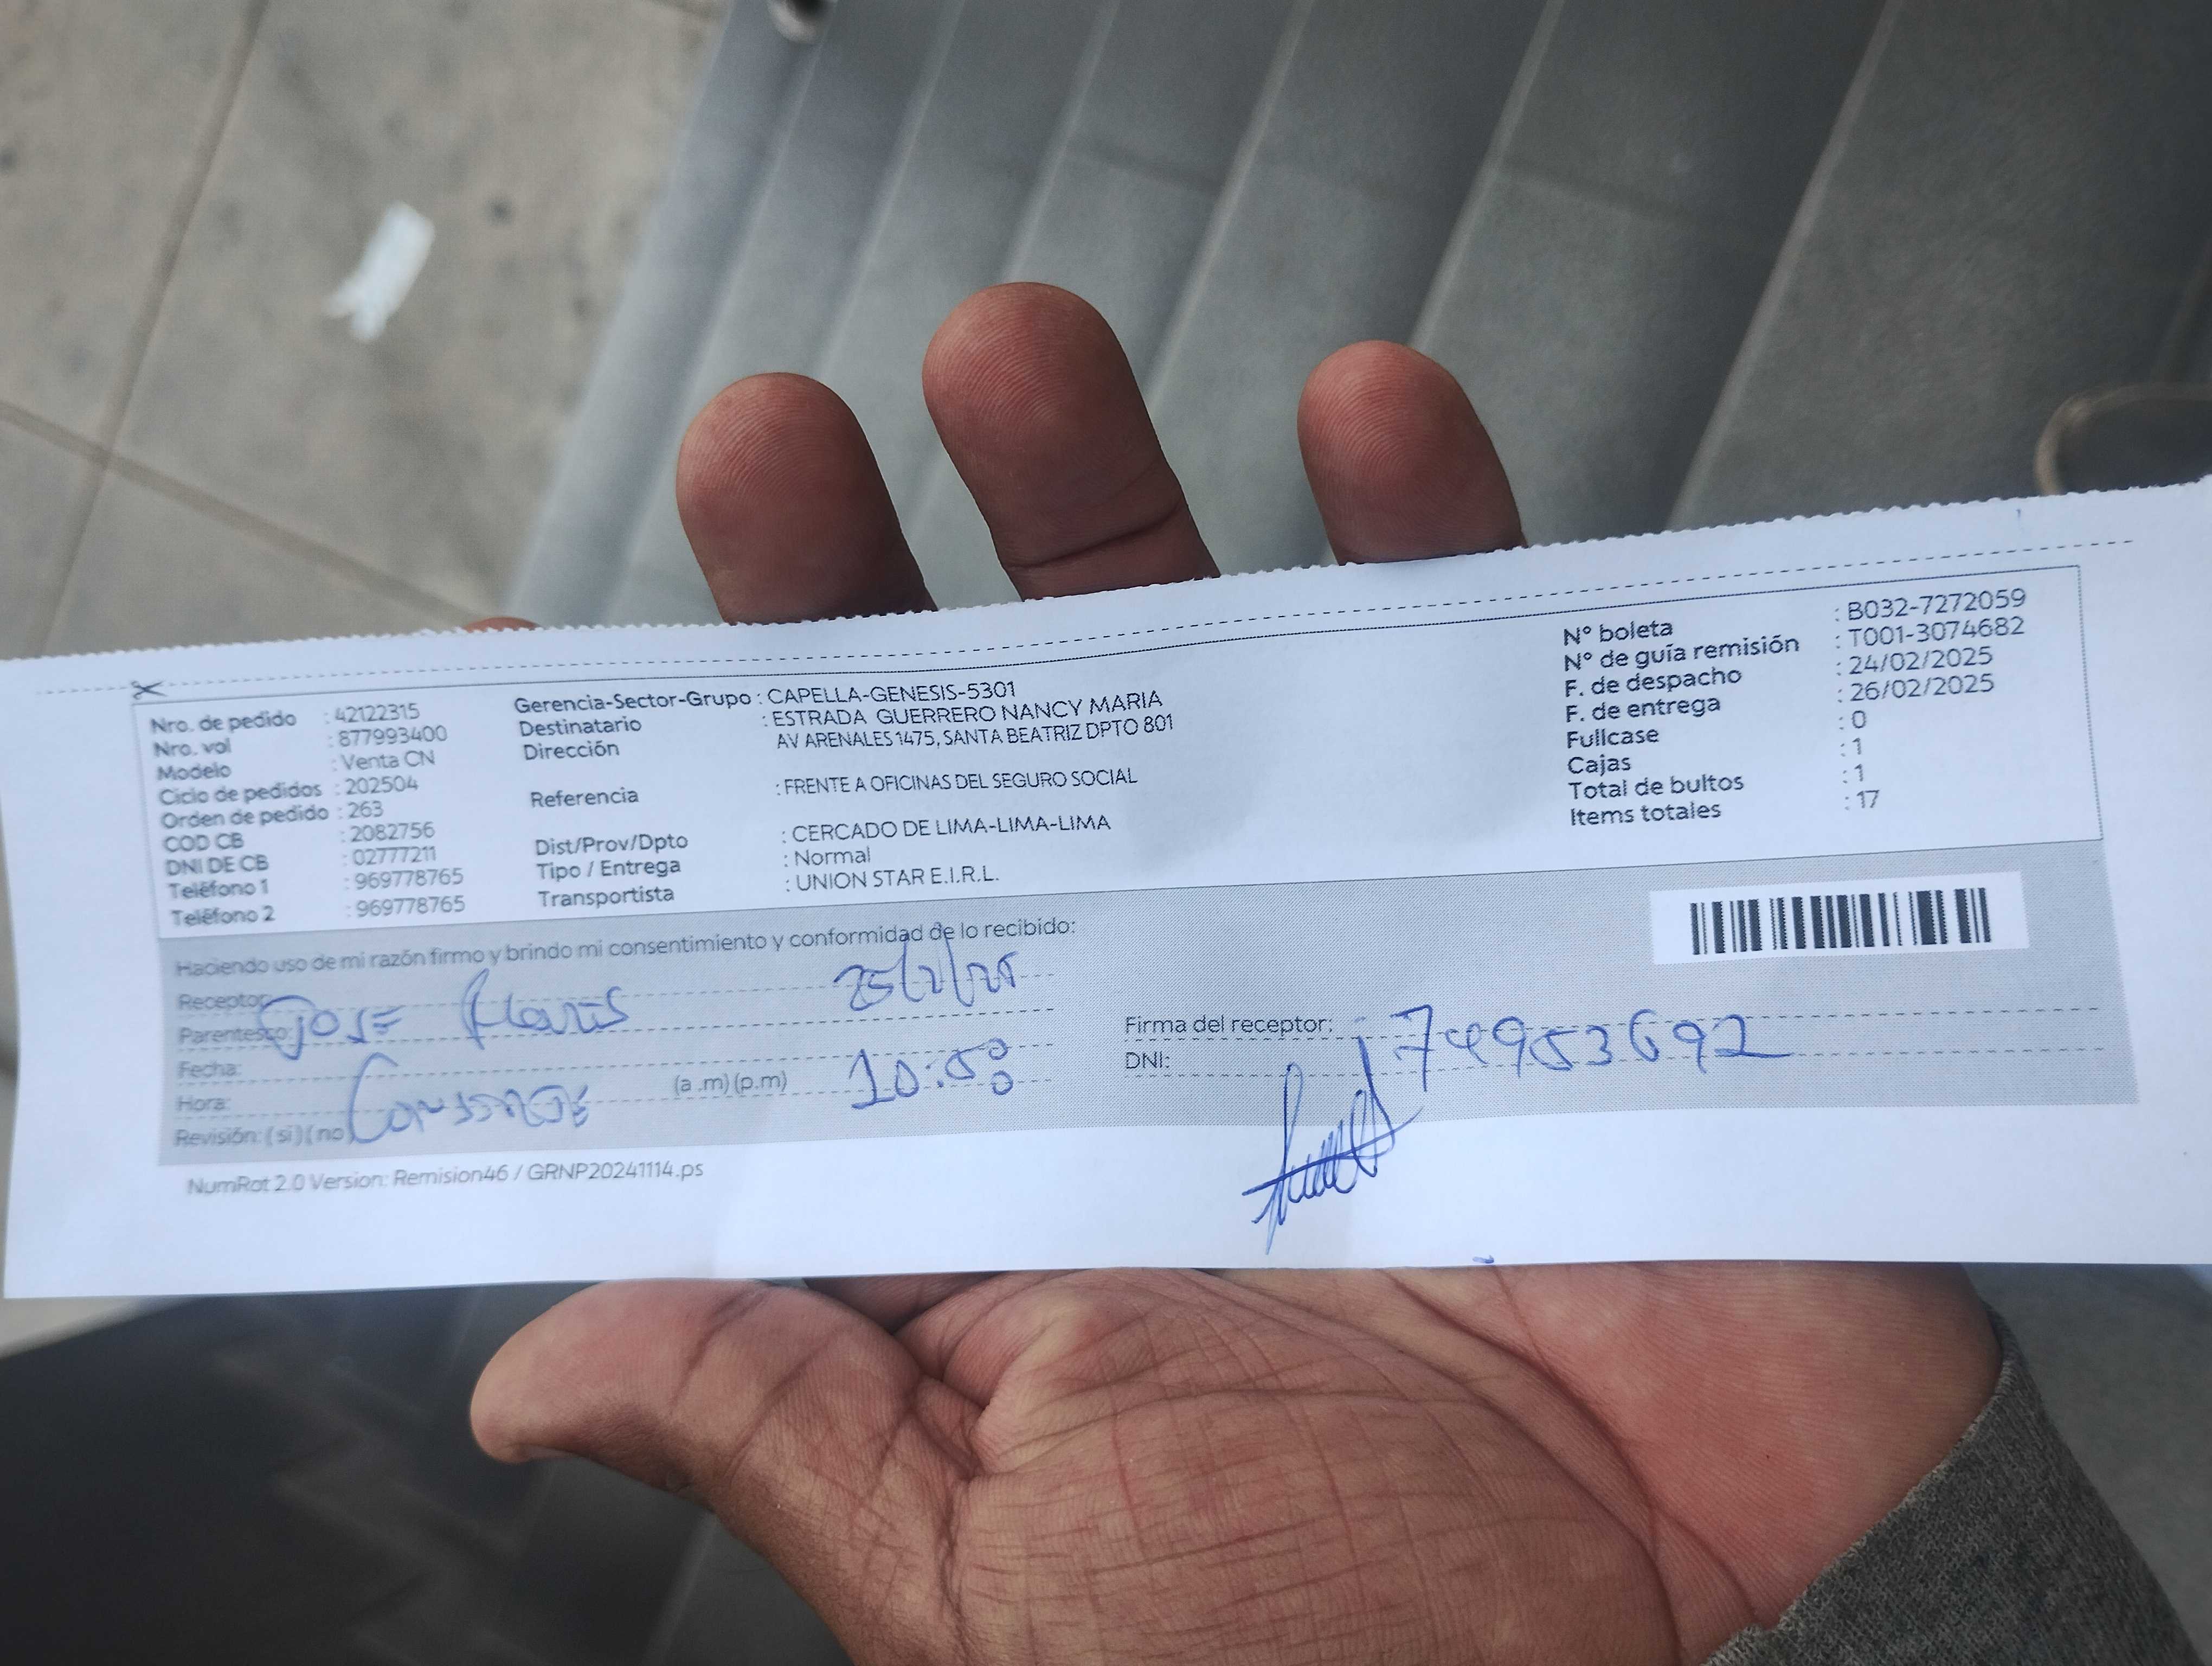 Nro. de pedido : 42122315
Nro. vol : 877993400
Modelo : Venta CN
Ciclo de pedidos : 202504
Orden de pedido : 263
COD CB : 2082756
DNI DE CB : 02777211
Teléfono 1 : 969778765
Teléfono 2 : 969778765
Gerencia-Sector-Grupo : CAPELLA-GENESIS-5301
Destinatario : ESTRADA GUERRERO NANCY MARIA
Dirección AV ARENALES 1475, SANTA BEATRIZ DPTO 801
Referencia : FRENTE A OFICINAS DEL SEGURO SOCIAL
Dist/Prov/Dpto : CERCADO DE LIMA-LIMA-LIMA
Tipo / Entrega : Normal
Transportista : UNION STAR E.I.R.L.
N° boleta : B032-7272059
N° de guía remisión : T001-3074682
F. de despacho : 24/02/2025
F. de entrega : 26/02/2025
Fullcase : 0
Cajas : 1
Total de bultos : 1
Items totales : 17
Haciendo uso de mi razón firmo y brindo mi consentimiento y conformidad de lo recibido:
Receptor:
Parentesco:
JOSE
Fecha:
Hora: (a .m) (p.m)
Revisión: ( si ) ( no )
Firma del receptor:
DNI:
74953692
NumRot 2.0 Version: Remision46 / GRNP20241114.ps